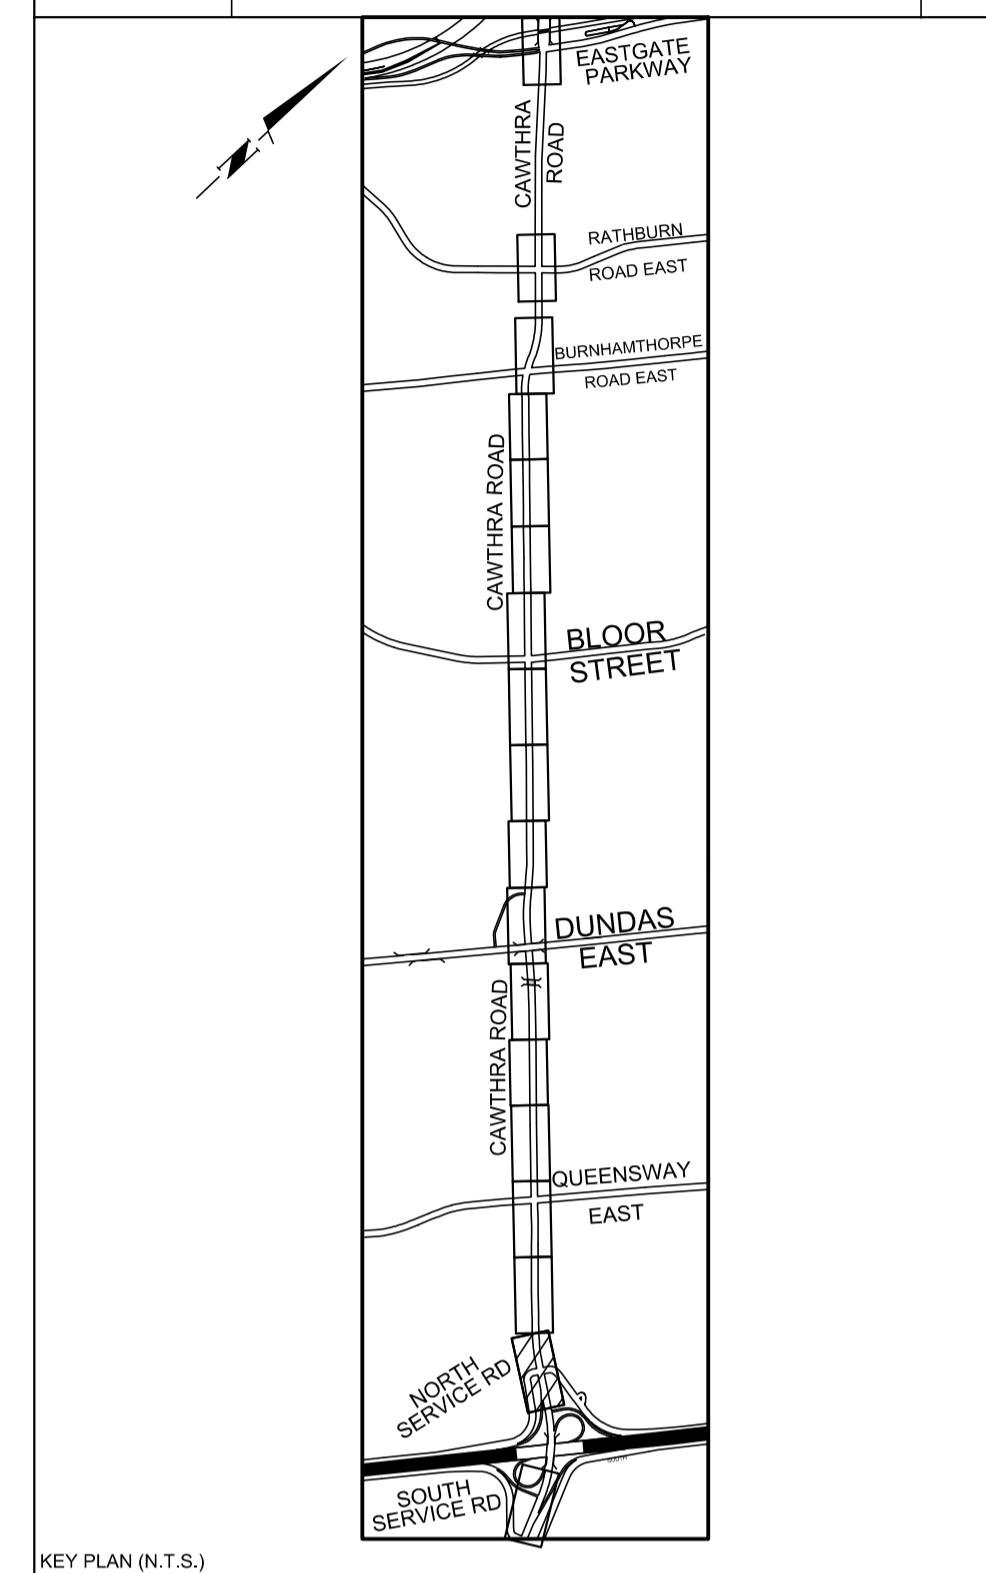 EASTGATE
PARKWAY
N
CAWTHRA
ROAD
RATHBURN
ROAD EAST
BURNHAMTHORPE
ROAD EAST
CAWTHRA ROAD
BLOOR
STREET
DUNDAS
EAST
CAWTHRA ROAD
QUEENSWAY
EAST
NORTH
SERVICE RD
SOUTH
SOUTH
SERVICE RD
KEY PLAN (N.T.S.)